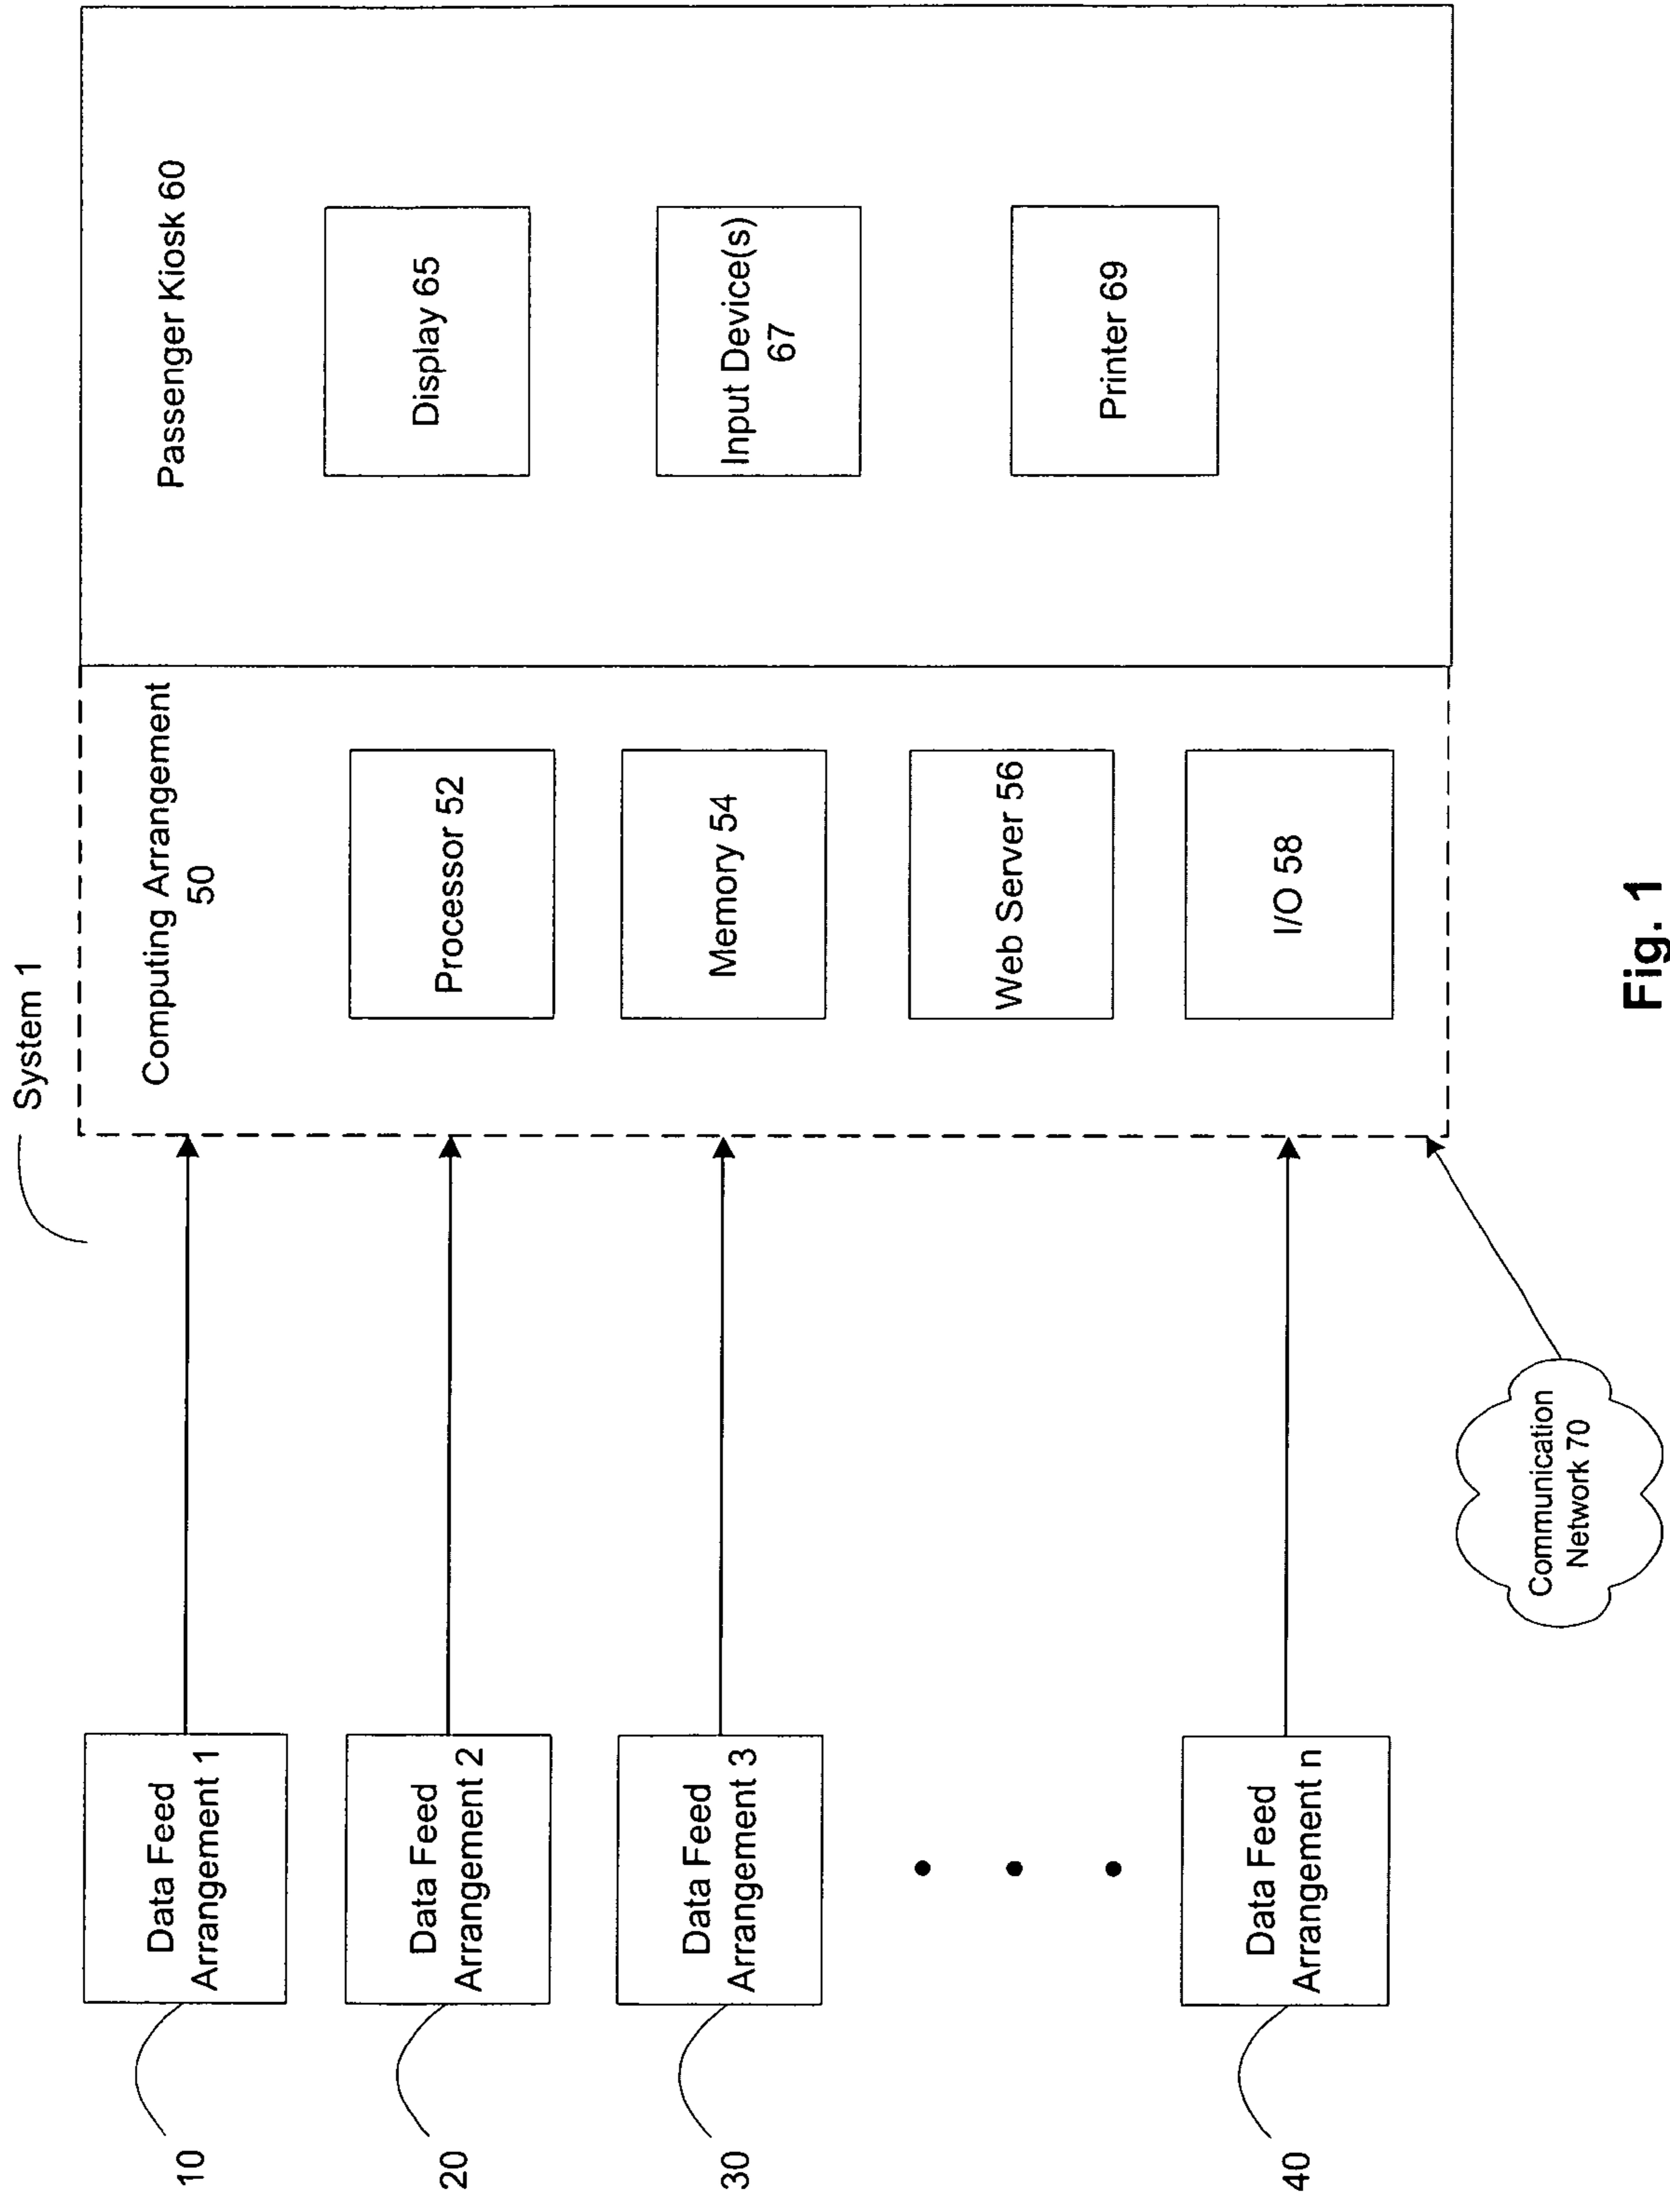 System 1
10
Data Feed
Arrangement 1
20
Data Feed
Arrangement 2
30
Data Feed
Arrangement 3
40
Data Feed
Arrangement n
Communication
Network 70
Computing Arrangement
50
Processor 52
Memory 54
Web Server 56
I/O 58
Passenger Kiosk 60
Display 65
Input Device(s)
67
Printer 69
Fig. 1